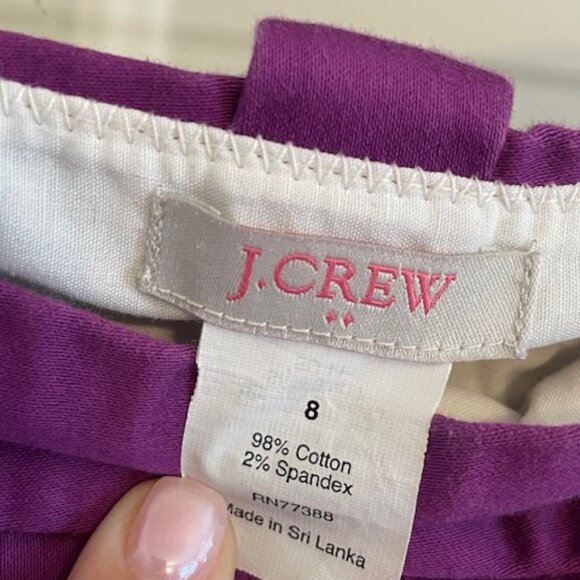 J.CREW
8
98% Cotton
2% Spandex
RN77388
Made in Sri Lanka